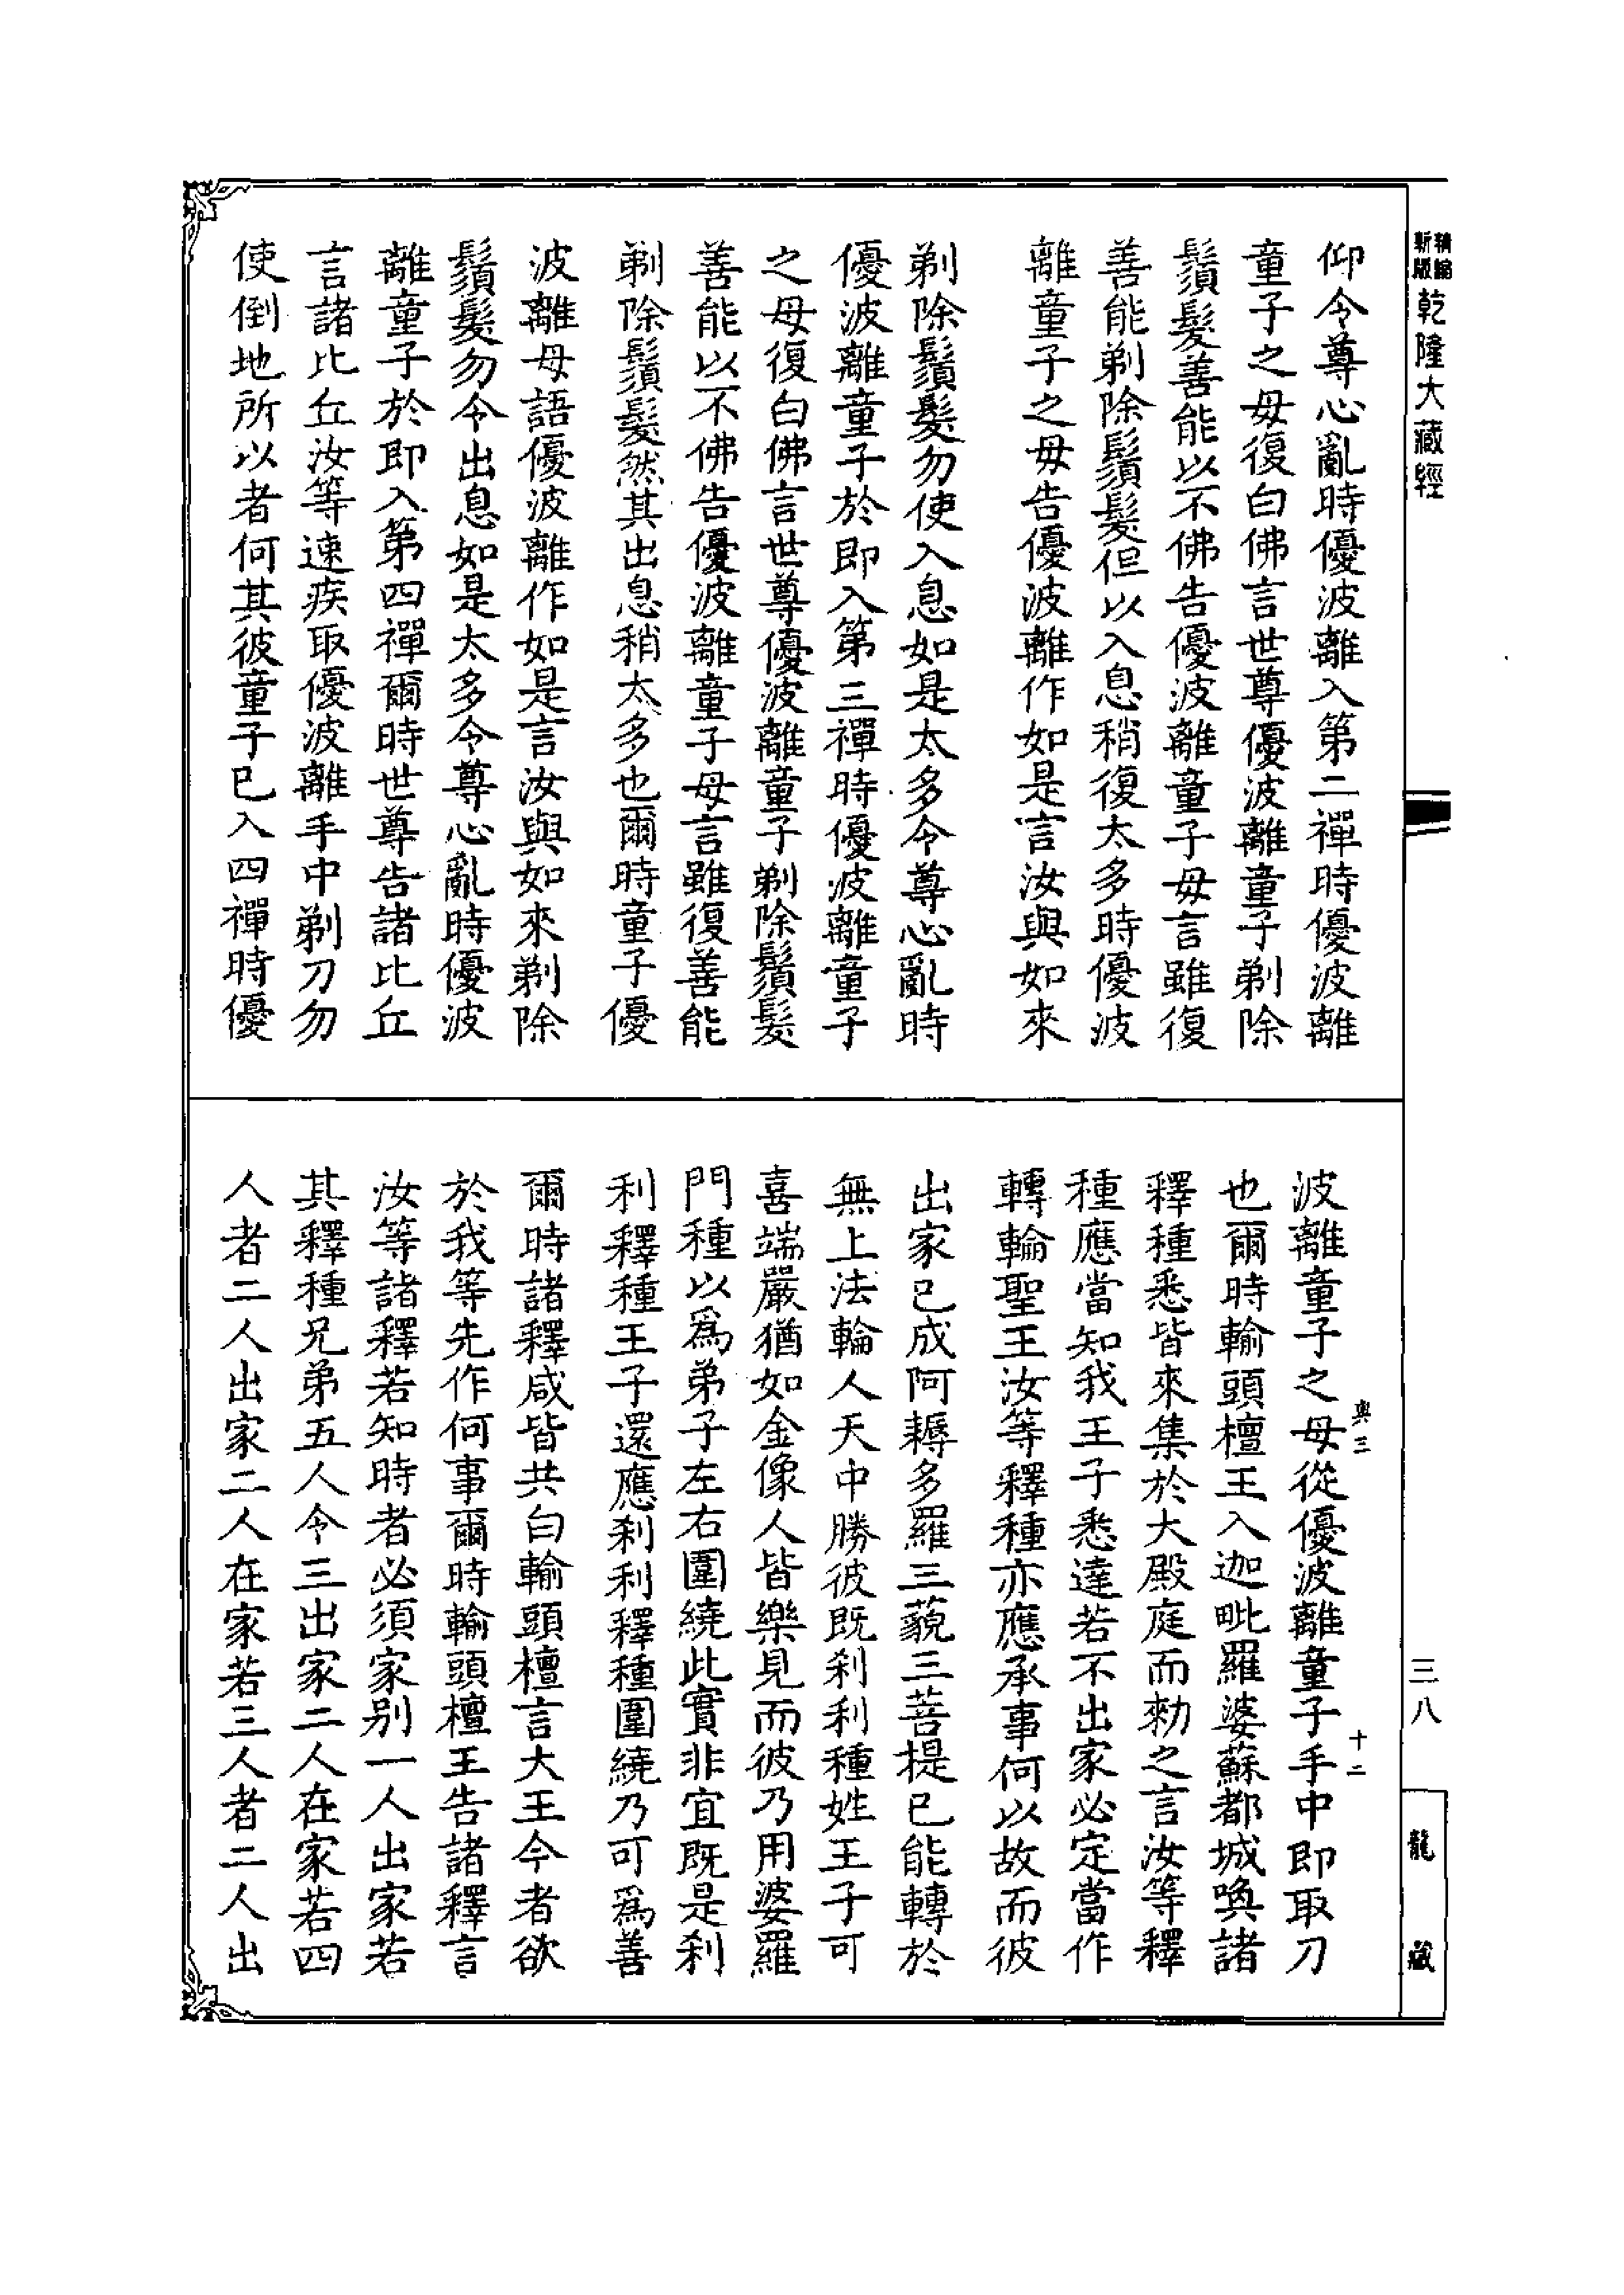 精編
新版
乾隆大藏經
仰令尊心亂時優波離入第二禪時優波離
童子之母復白佛言世尊優波離童子剃除
鬚髮善能以不佛告優波離童子母言雖復
善能剃除鬚髮但以入息稍復太多時優波
離童子之母告優波離作如是言汝與如來
剃除鬚髮勿使入息如是太多令尊心亂時
優波離童子於即入第三禪時優波離童子
之母復白佛言世尊優波離童子剃除鬚髮
善能以不佛告優波離童子母言雖復善能
剃除鬚髮然其出息稍太多也爾時童子優
波離母語優波離作如是言汝與如來剃除
鬚髮勿令出息如是太多令尊心亂時優波
離童子於即入第四禪爾時世尊告諸比丘
言諸比丘汝等速疾取優波離手中剃刀勿
使倒地所以者何其彼童子已入四禪時優
波離童子之母從優波離童子手中即取刀
也爾時輸頭檀王入迦毗羅婆蘇都城喚諸
釋種悉皆來集於大殿庭而勑之言汝等釋
種應當知我王子悉達若不出家必定當作
轉輪聖王汝等釋種亦應承事何以故而彼
出家已成阿耨多羅三藐三菩提已能轉於
無上法輪人天中勝彼既剎利種姓王子可
喜端嚴猶如金像人皆樂見而彼乃用婆羅
門種以為弟子左右圍繞此實非宜既是剎
利釋種王子還應剎利釋種圍繞乃可為善
爾時諸釋咸皆共白輸頭檀言大王今者欲
於我等先作何事爾時輸頭檀王告諸釋言
汝等諸釋若知時者必須家別一人出家若
其釋種兄弟五人令三出家二人在家若四
人者二人出家二人在家若三人者二人出
輿三
十二
三八
龍藏